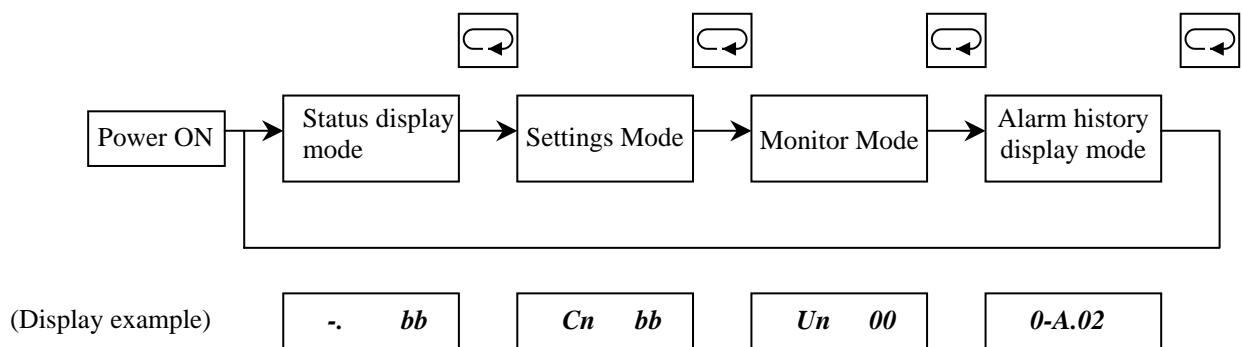 Power ON
Status display
mode
Settings Mode
Monitor Mode
Alarm history
display mode
(Display example)
-. bb
Cn bb
Un 00
0-A.02